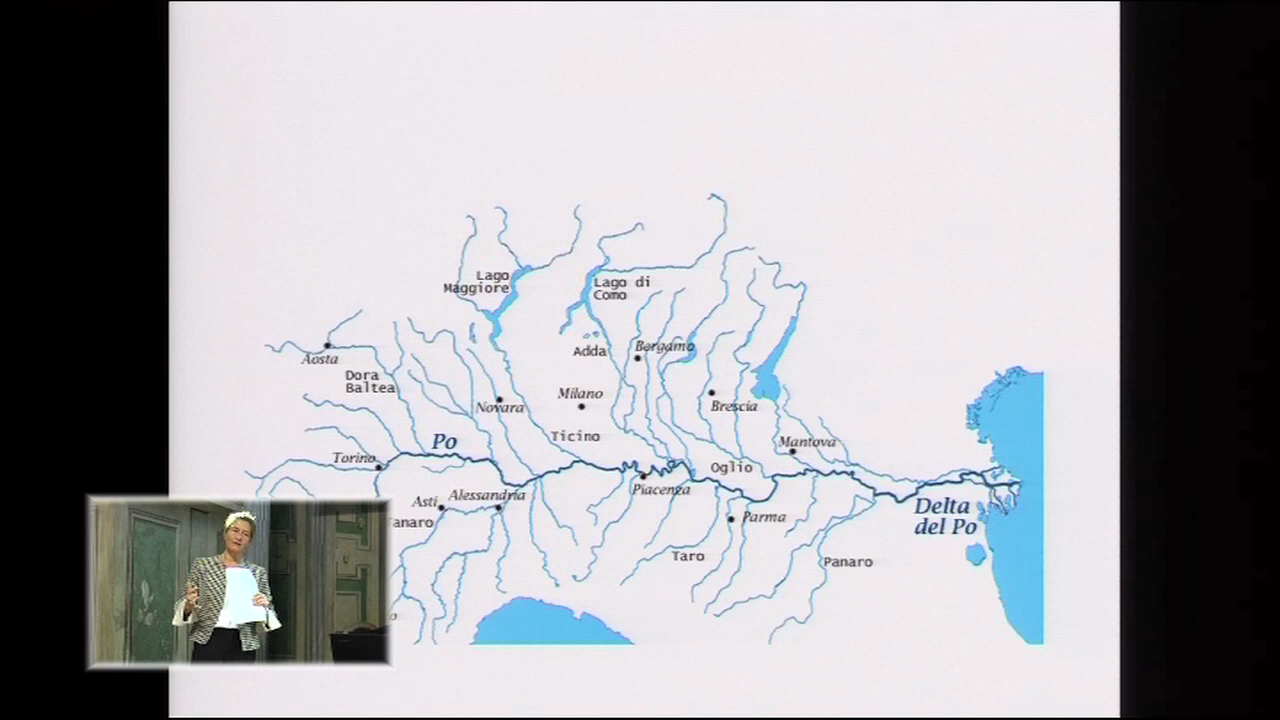 Lago
Maggiore
Lago di
Como
Adda
Bergamo
Aosta
Dora
Baltea
Novara
Milano
Brescia
Ticino
Mantova
Po
Torino
Oglio
Piacenza
Asti
Alessandria
Parma
Delta
del Po
Taro
Panaro